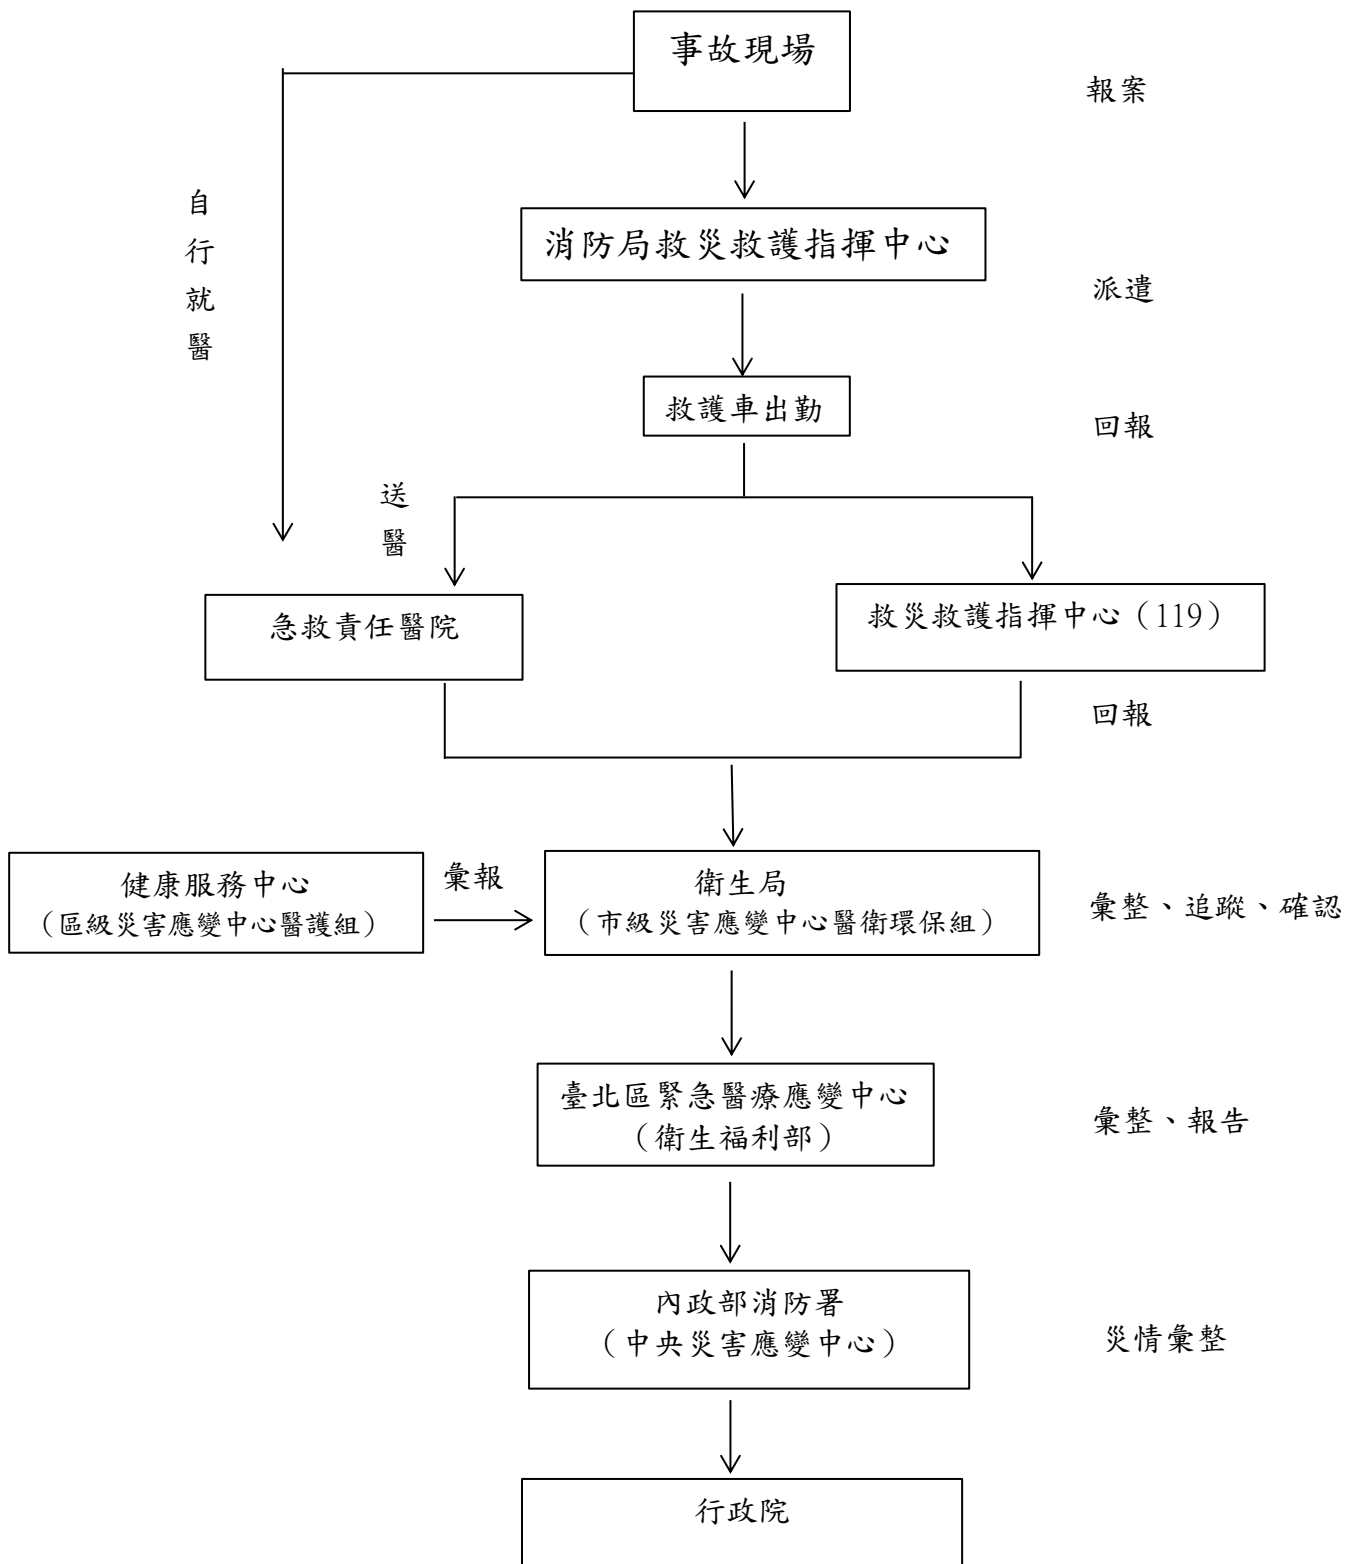 事故現場
報案
自行就醫
消防局救災救護指揮中心
派遣
救護車出勤
回報
送醫
急救責任醫院
救災救護指揮中心（119）
回報
健康服務中心
（區級災害應變中心醫護組）
彙報
衛生局
（市級災害應變中心醫衛環保組）
彙整、追蹤、確認
臺北區緊急醫療應變中心
（衛生福利部）
彙整、報告
內政部消防署
（中央災害應變中心）
災情彙整
行政院